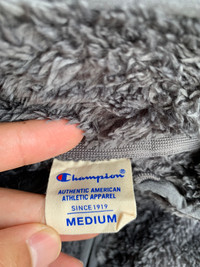 Champion
AUTHENTIC AMERICAN
ATHLETIC APPAREL
SINCE 1919
MEDIUM